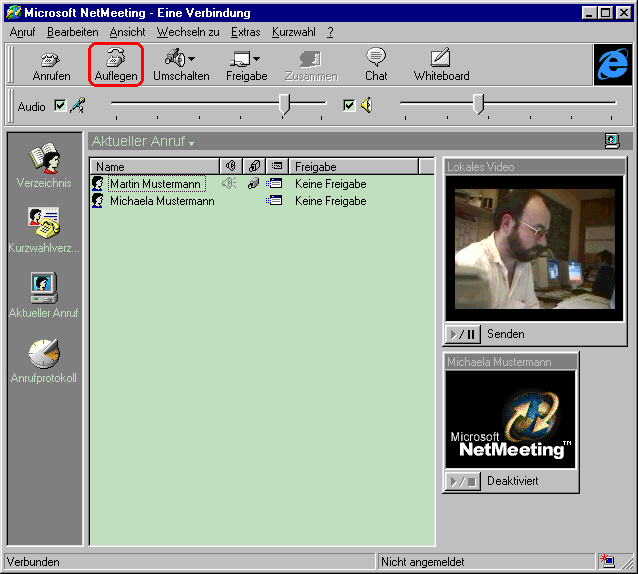 Microsoft NetMeeting - Eine Verbindung
Anruf Bearbeiten Ansicht Wechseln zu Extras Kurzwahl ?
Anrufen Auflegen Umschalten Freigabe Zusammen Chat Whiteboard
Audio
Aktueller Anruf
Verzeichnis
Kurzwahlverz...
Aktueller Anruf
Anrufprotokoll
Name Freigabe
Martin Mustermann Keine Freigabe
Michaela Mustermann Keine Freigabe
Lokales Video
Senden
Michaela Mustermann
Microsoft
NetMeeting™
Deaktiviert
Verbunden Nicht angemeldet